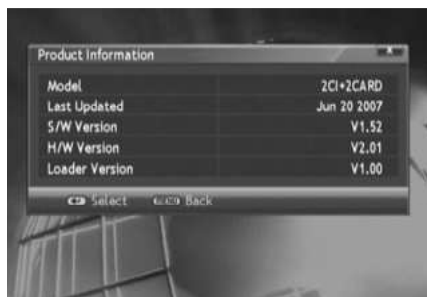 Product Information
Model 2CI+2CARD
Last Updated Jun 20 2007
S/W Version V1.52
H/W Version V2.01
Loader Version V1.00
Select Back